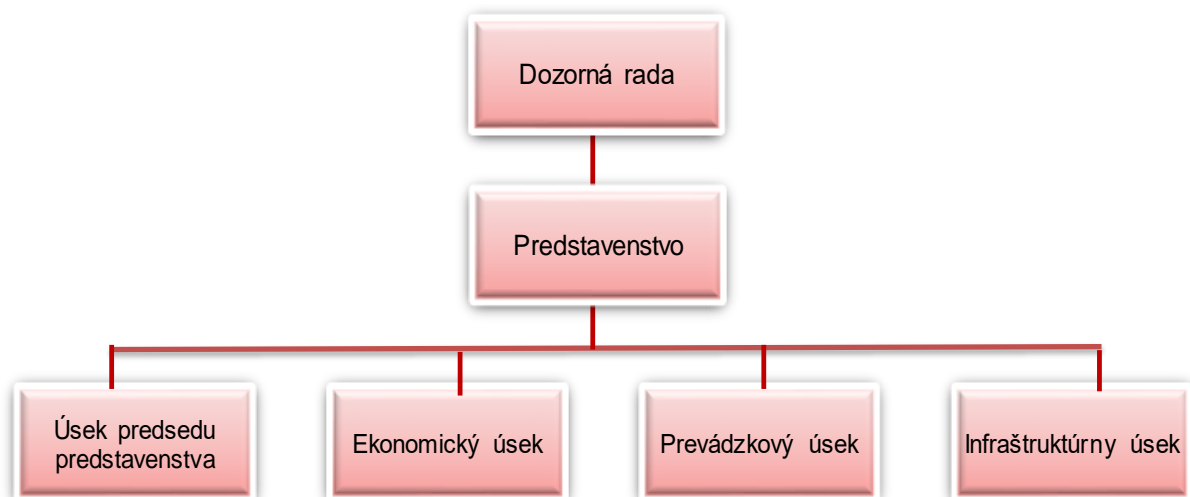 Dozorná rada
Predstavenstvo
Úsek predsedu
predstavenstva
Ekonomický úsek
Prevádzkový úsek
Infraštruktúrny úsek